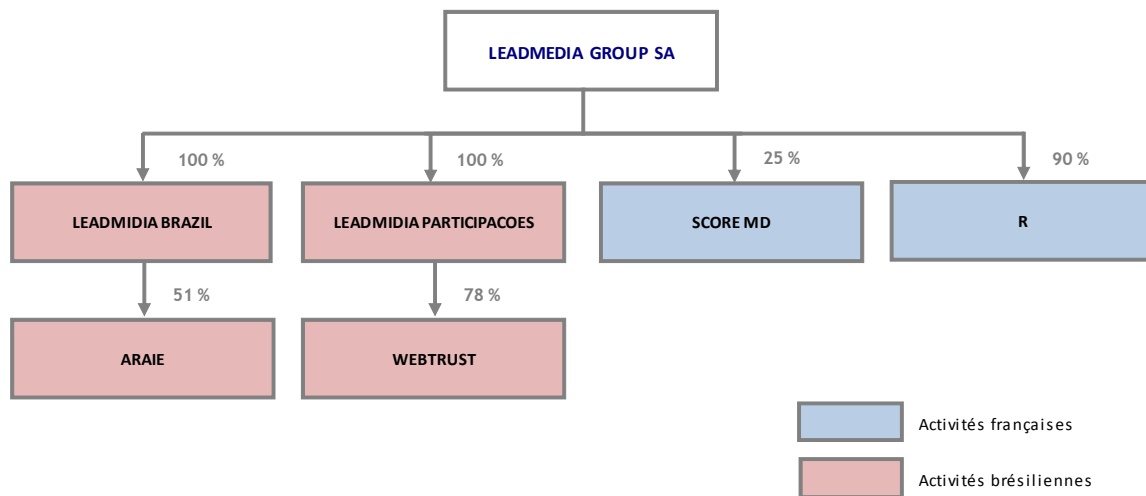 LEADMEDIA GROUP SA
100 %
100 %
25 %
90 %
LEADMIDIA BRAZIL
LEADMIDIA PARTICIPACOES
SCORE MD
R
51 %
78 %
ARAIE
WEBTRUST
Activités françaises
Activités brésiliennes